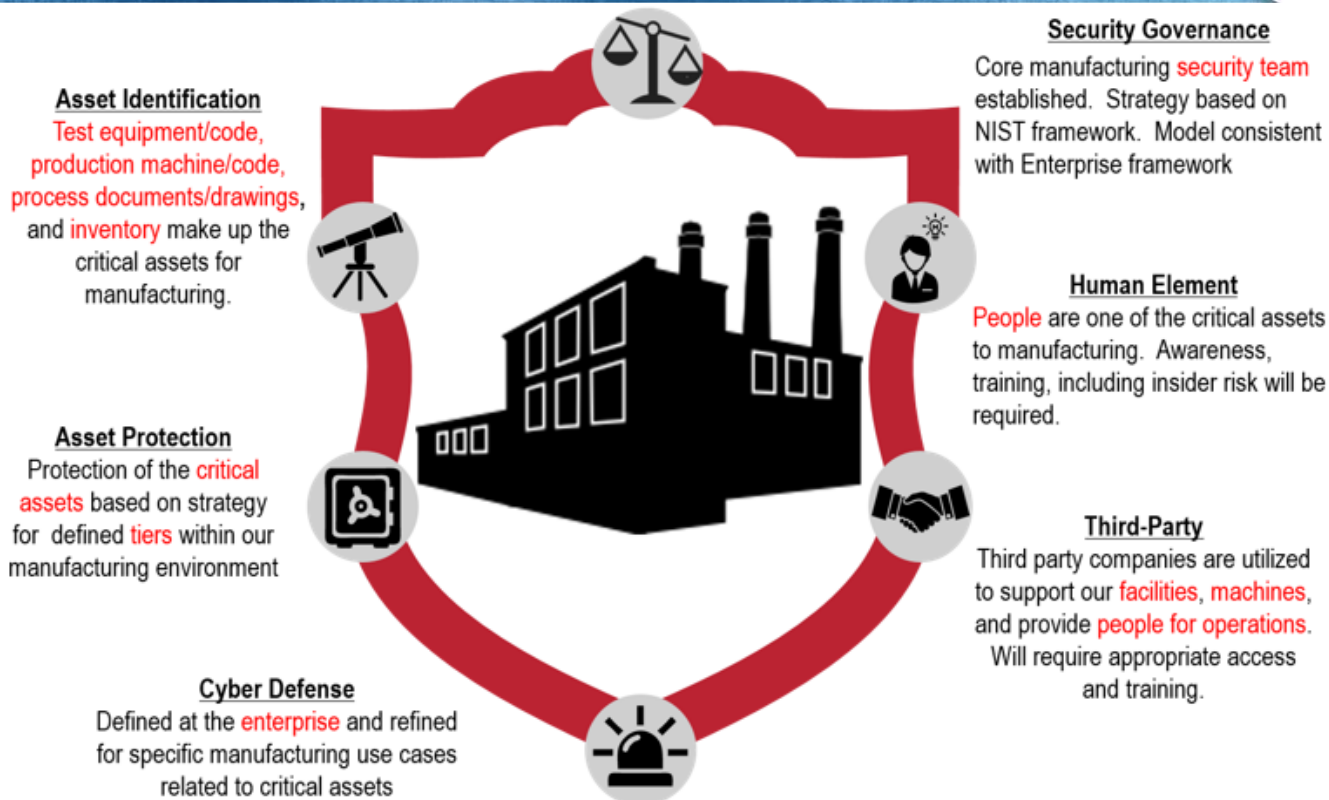 Security Governance
Core manufacturing security team
established. Strategy based on
NIST framework. Model consistent
with Enterprise framework
Asset Identification
Test equipment/code,
production machine/code,
process documents/drawings,
and inventory make up the
critical assets for
manufacturing.
Human Element
People are one of the critical assets
to manufacturing. Awareness,
training, including insider risk will be
required.
Asset Protection
Protection of the critical
assets based on strategy
for defined tiers within our
manufacturing environment
Third-Party
Third party companies are utilized
to support our facilities, machines,
and provide people for operations.
Will require appropriate access
and training.
Cyber Defense
Defined at the enterprise and refined
for specific manufacturing use cases
related to critical assets